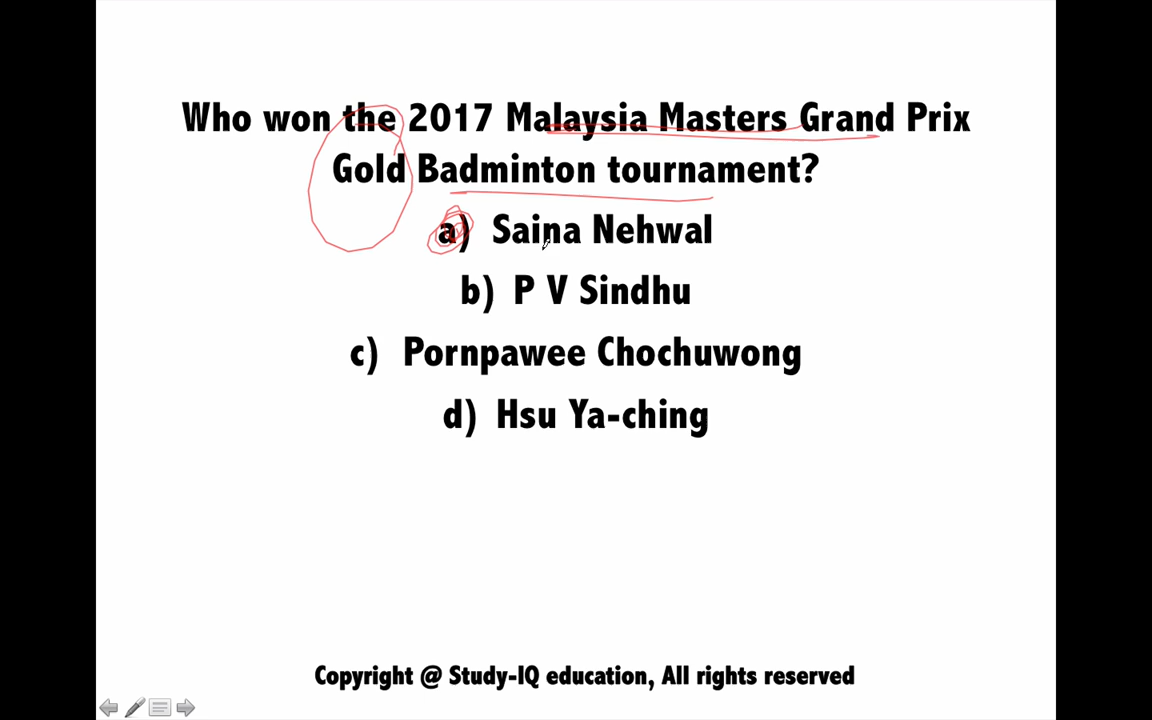 Who won the 2017 Malaysia Masters Grand Prix
Gold Badminton tournament?
a) Saina Nehwal
b) P V Sindhu
c) Pornpawee Chochuwong
d) Hsu Ya-ching
Copyright @ Study-IQ education, All rights reserved